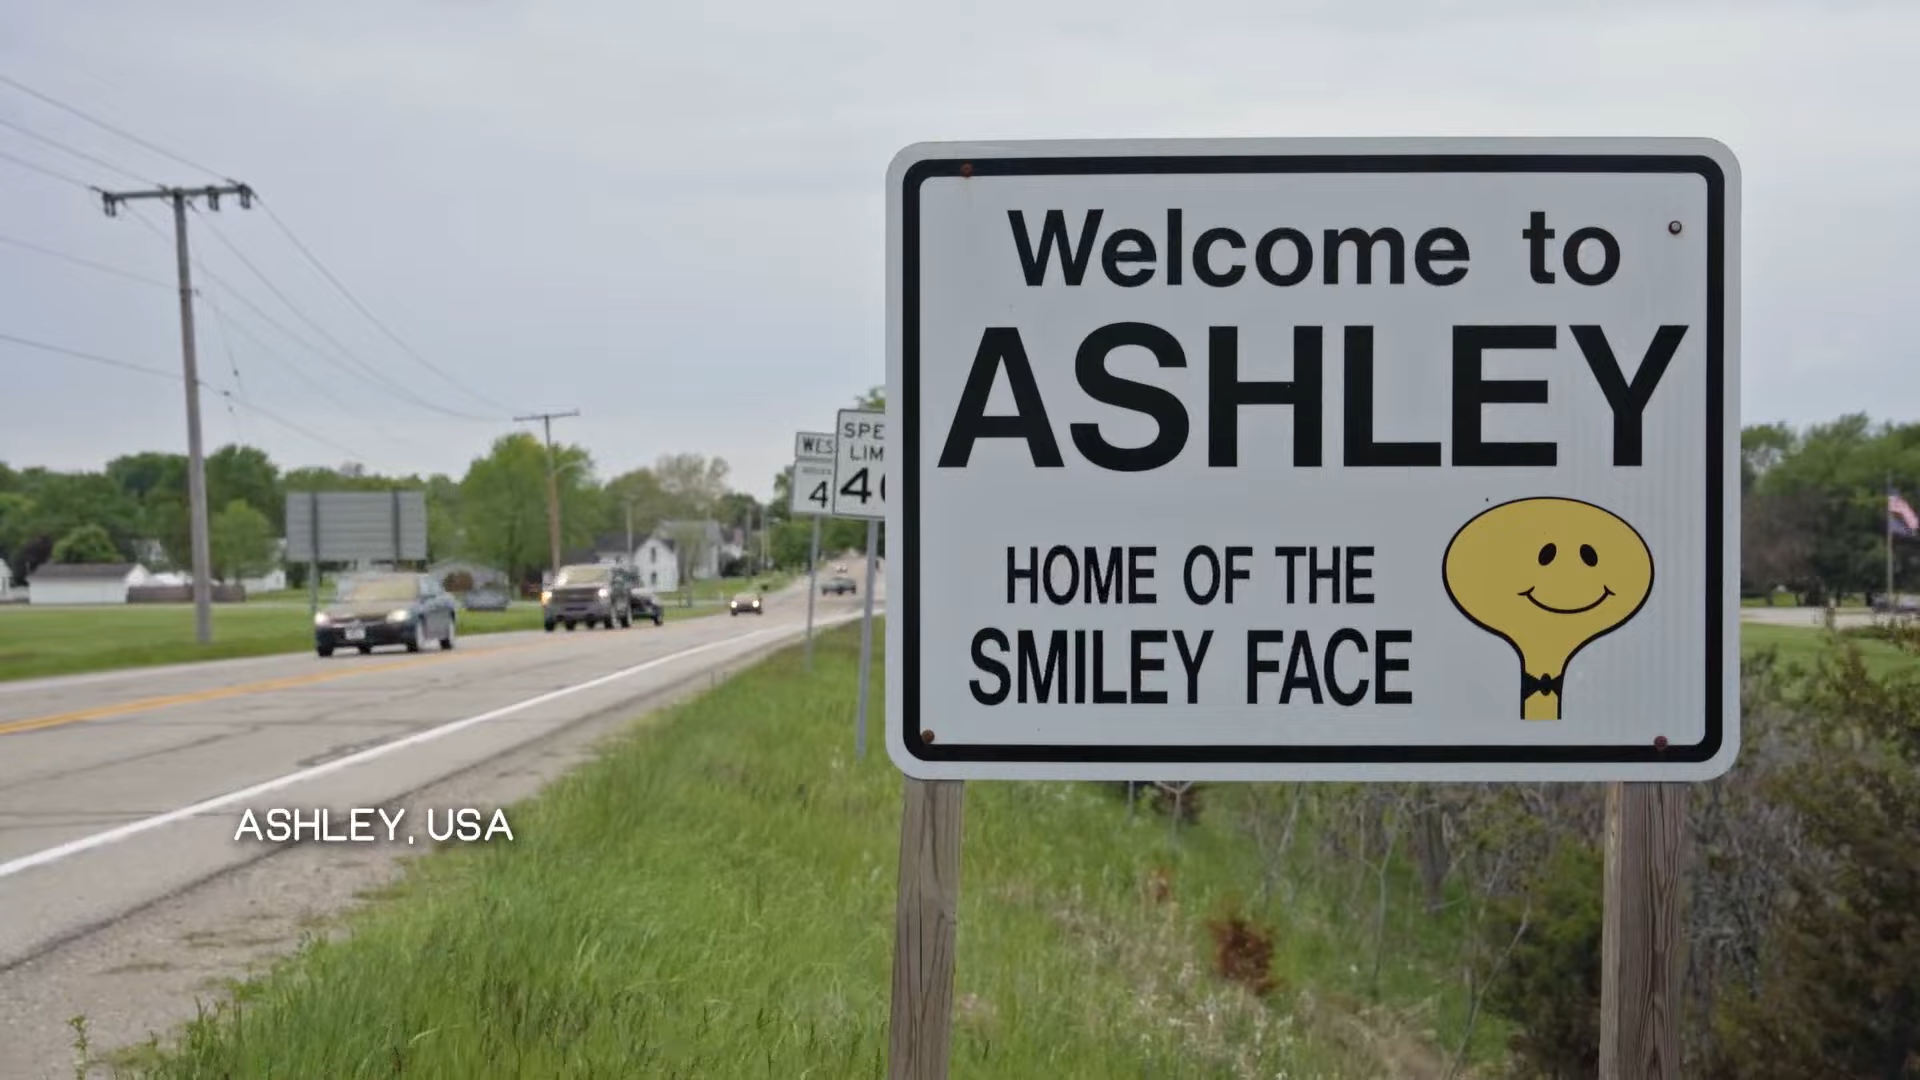 Welcome to
ASHLEY
HOME OF THE
SMILEY FACE
ASHLEY, USA